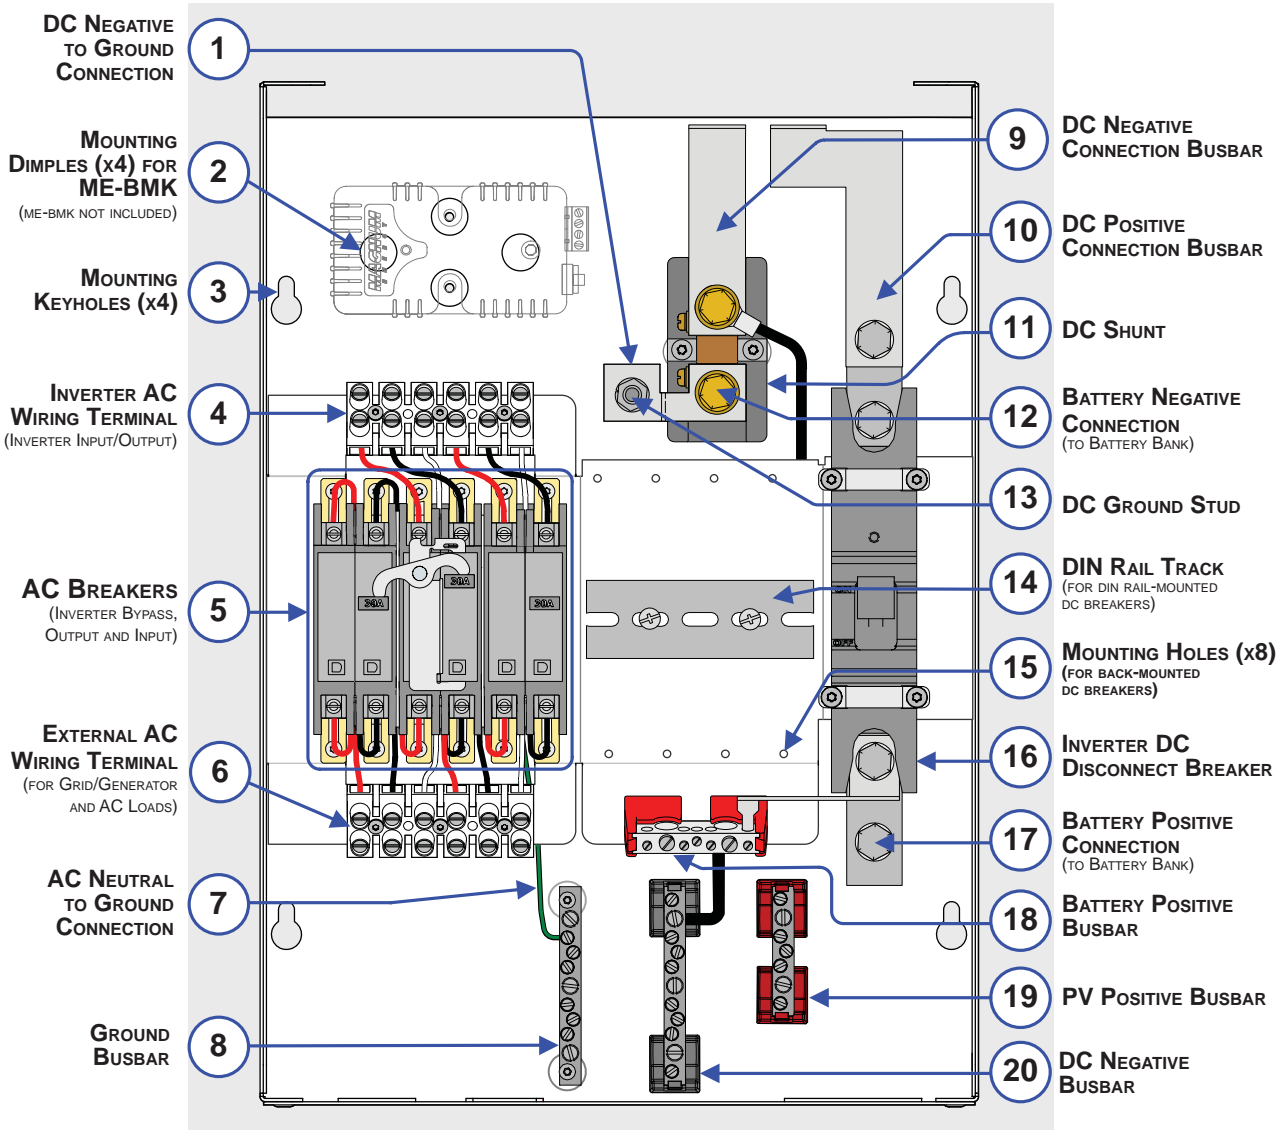 DC Negative
to Ground
Connection
1
Mounting
Dimples (x4) for
ME-BMK
(me-bmk not included)
2
Mounting
Keyholes (x4)
3
Inverter AC
Wiring Terminal
(Inverter Input/Output)
4
AC Breakers
(Inverter Bypass,
Output and Input)
5
External AC
Wiring Terminal
(for Grid/Generator
and AC Loads)
6
AC Neutral
to Ground
Connection
7
Ground
Busbar
8
9
DC Negative
Connection Busbar
10
DC Positive
Connection Busbar
11
DC Shunt
12
Battery Negative
Connection
(to Battery Bank)
13
DC Ground Stud
14
DIN Rail Track
(for din rail-mounted
dc breakers)
15
Mounting Holes (x8)
(for back-mounted
dc breakers)
16
Inverter DC
Disconnect Breaker
17
Battery Positive
Connection
(to Battery Bank)
18
Battery Positive
Busbar
19
PV Positive Busbar
20
DC Negative
Busbar
30A
30A
30A
OFF